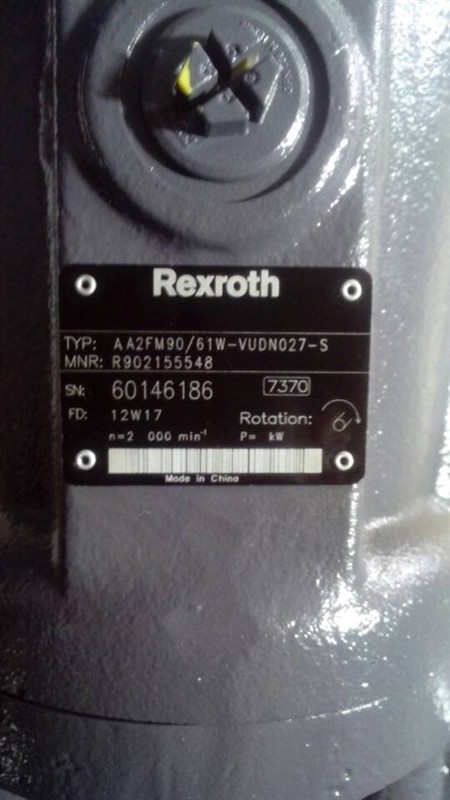 Rexroth
TYP: AA2FM90/61W-VUDN027-S
MNR: R902155548
SN: 60146186 7370
FD: 12W17 Rotation:
n=2 000 min⁻¹ P= kW
Made in China